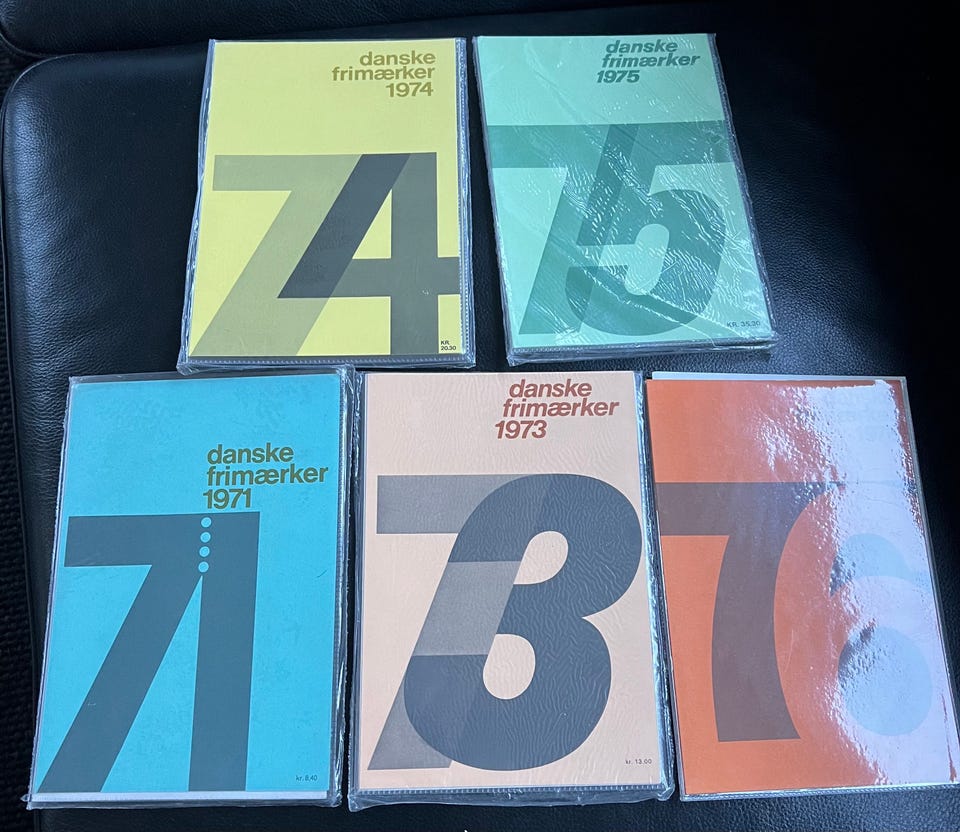 danske
frimærker
1974
74
KR.
20.30
danske
frimærker
1975
75
KR. 35.30
danske
frimærker
1971
71
kr. 8,40
danske
frimærker
1973
73
kr. 13.00
76